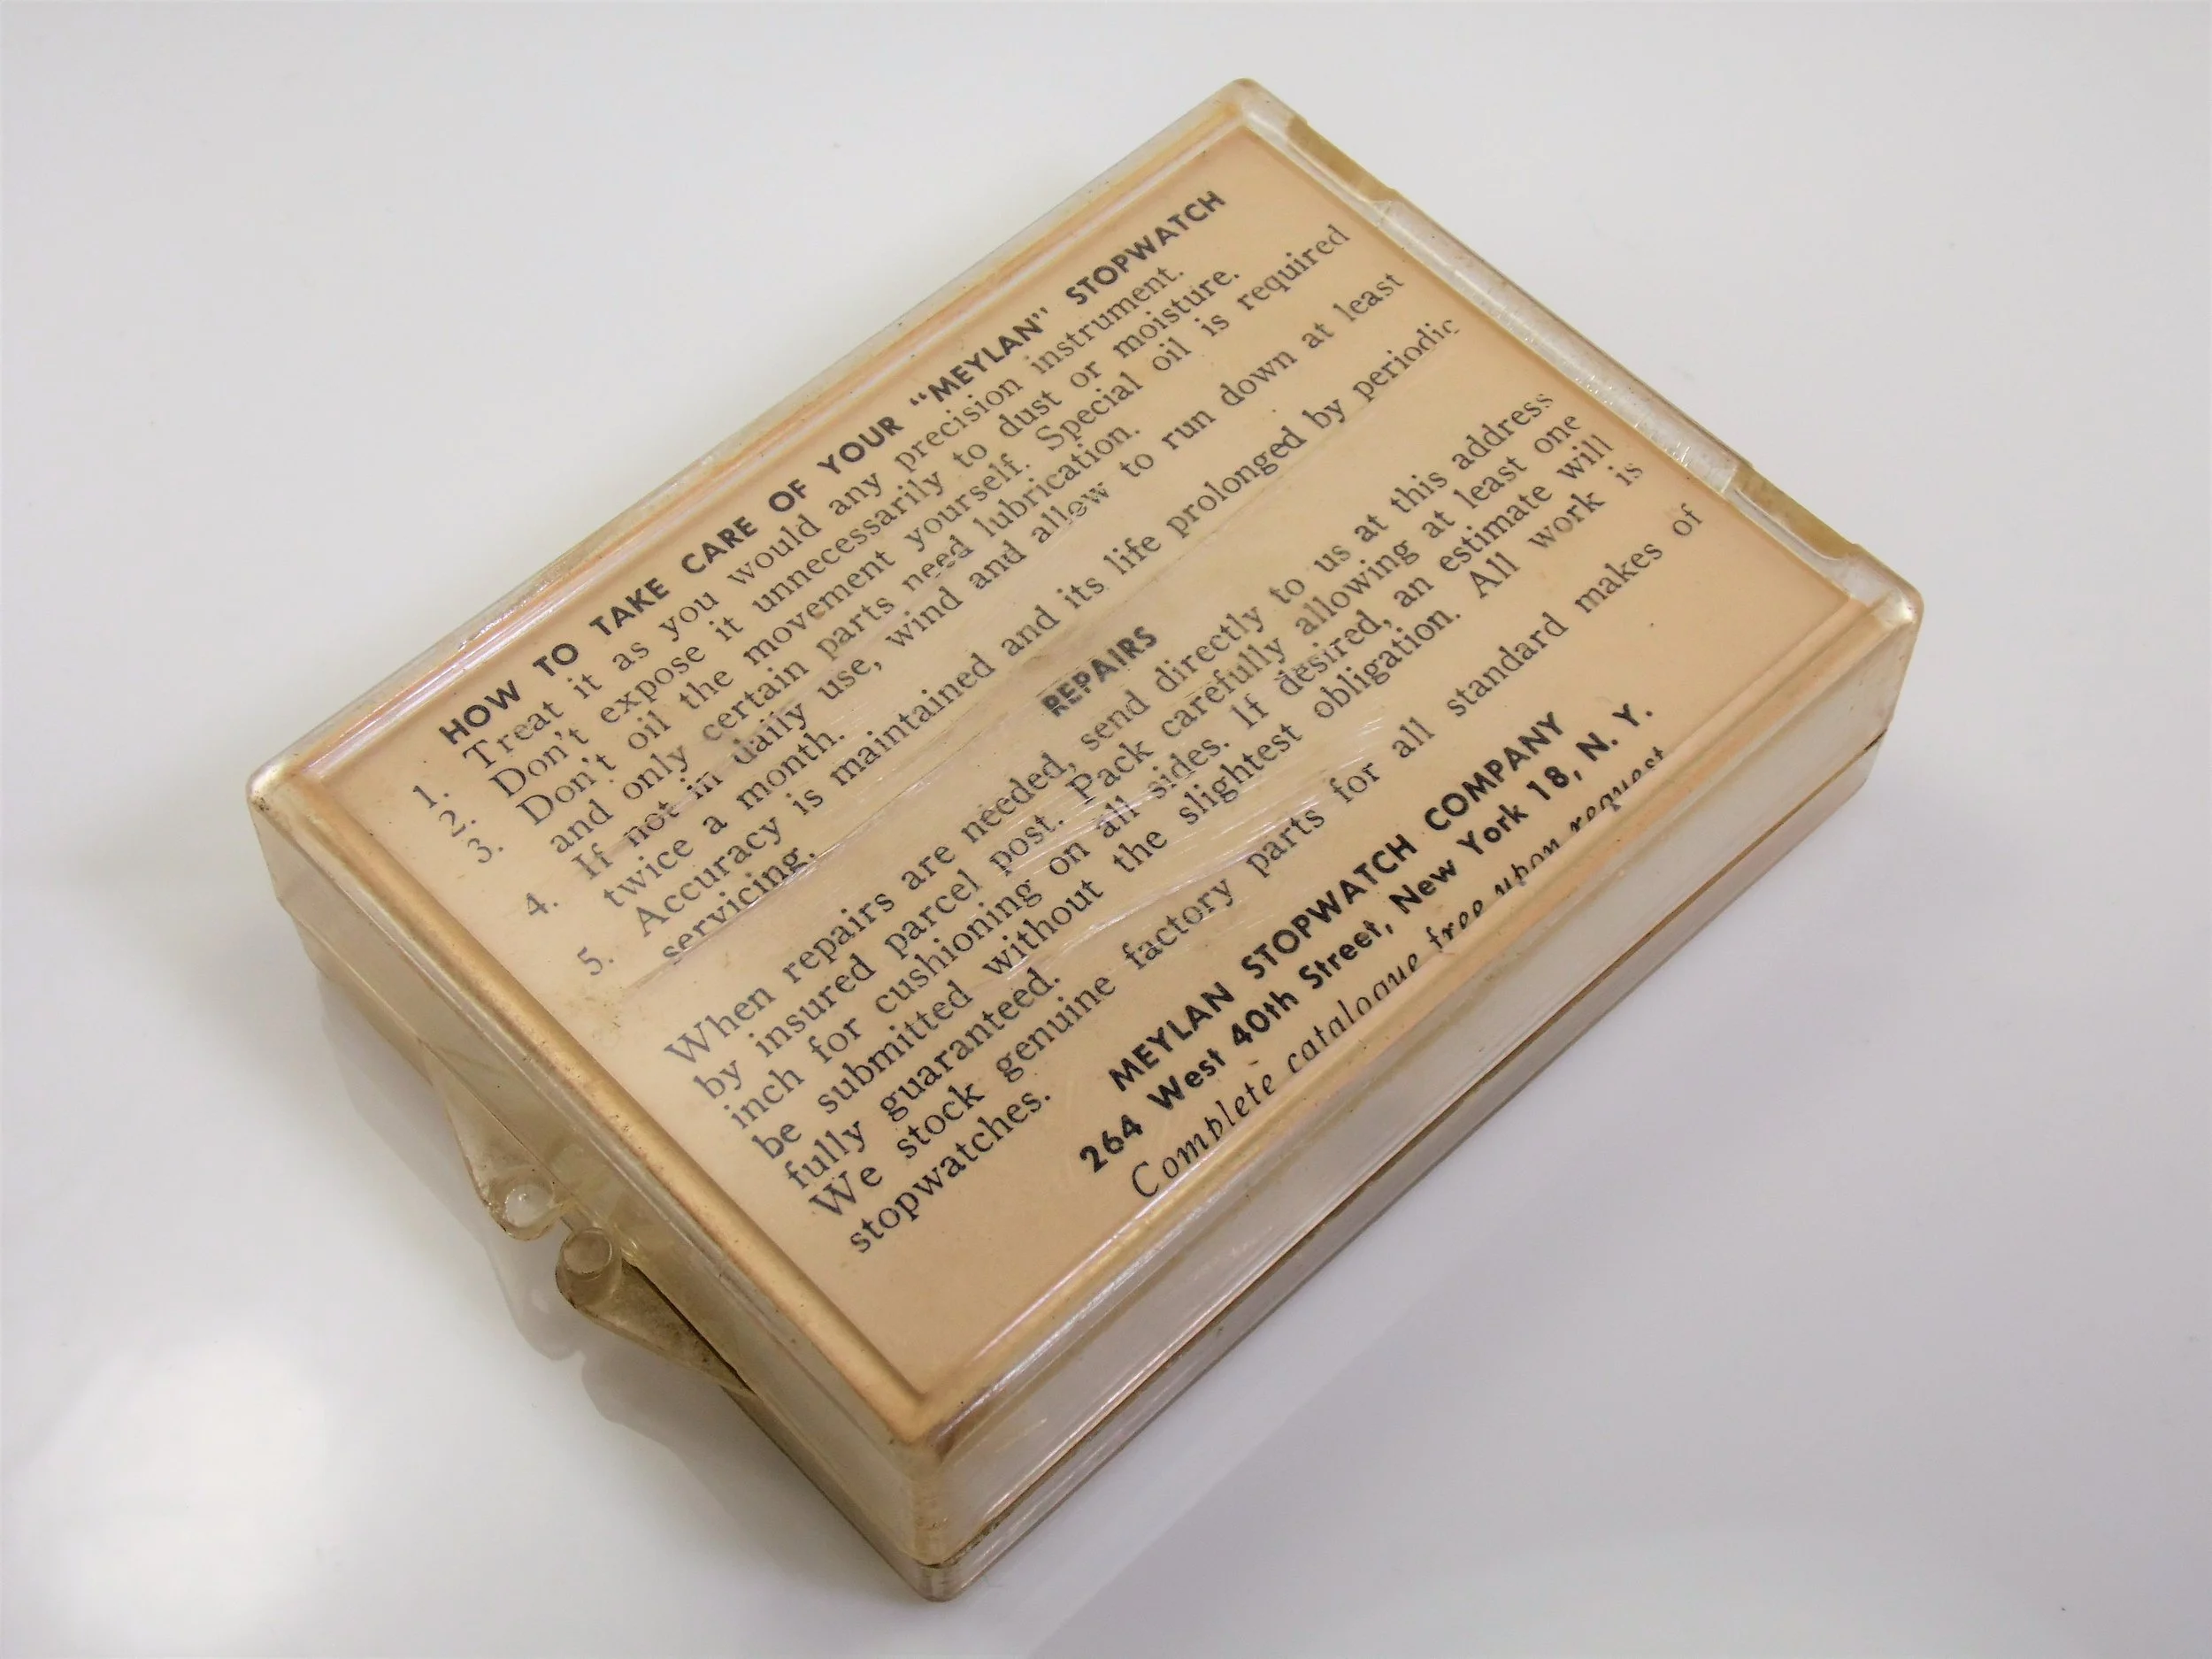 HOW TO TAKE CARE OF YOUR "MEYLAN" STOPWATCH
1. Treat it as you would any precision instrument.
2. Don't expose it unnecessarily to dust or moisture.
3. Don't oil the movement yourself. Special oil is required
and only certain parts need lubrication.
4. If not in daily use, wind and allow to run down at least
twice a month.
5. Accuracy is maintained and its life prolonged by periodic
servicing.
REPAIRS
When repairs are needed, send directly to us at this address
by insured parcel post. Pack carefully allowing at least one
inch for cushioning on all sides. If desired, an estimate will
be submitted without the slightest obligation. All work is
fully guaranteed.
We stock genuine factory parts for all standard makes of
stopwatches.
MEYLAN STOPWATCH COMPANY
264 West 40th Street, New York 18, N. Y.
Complete catalogue free upon request